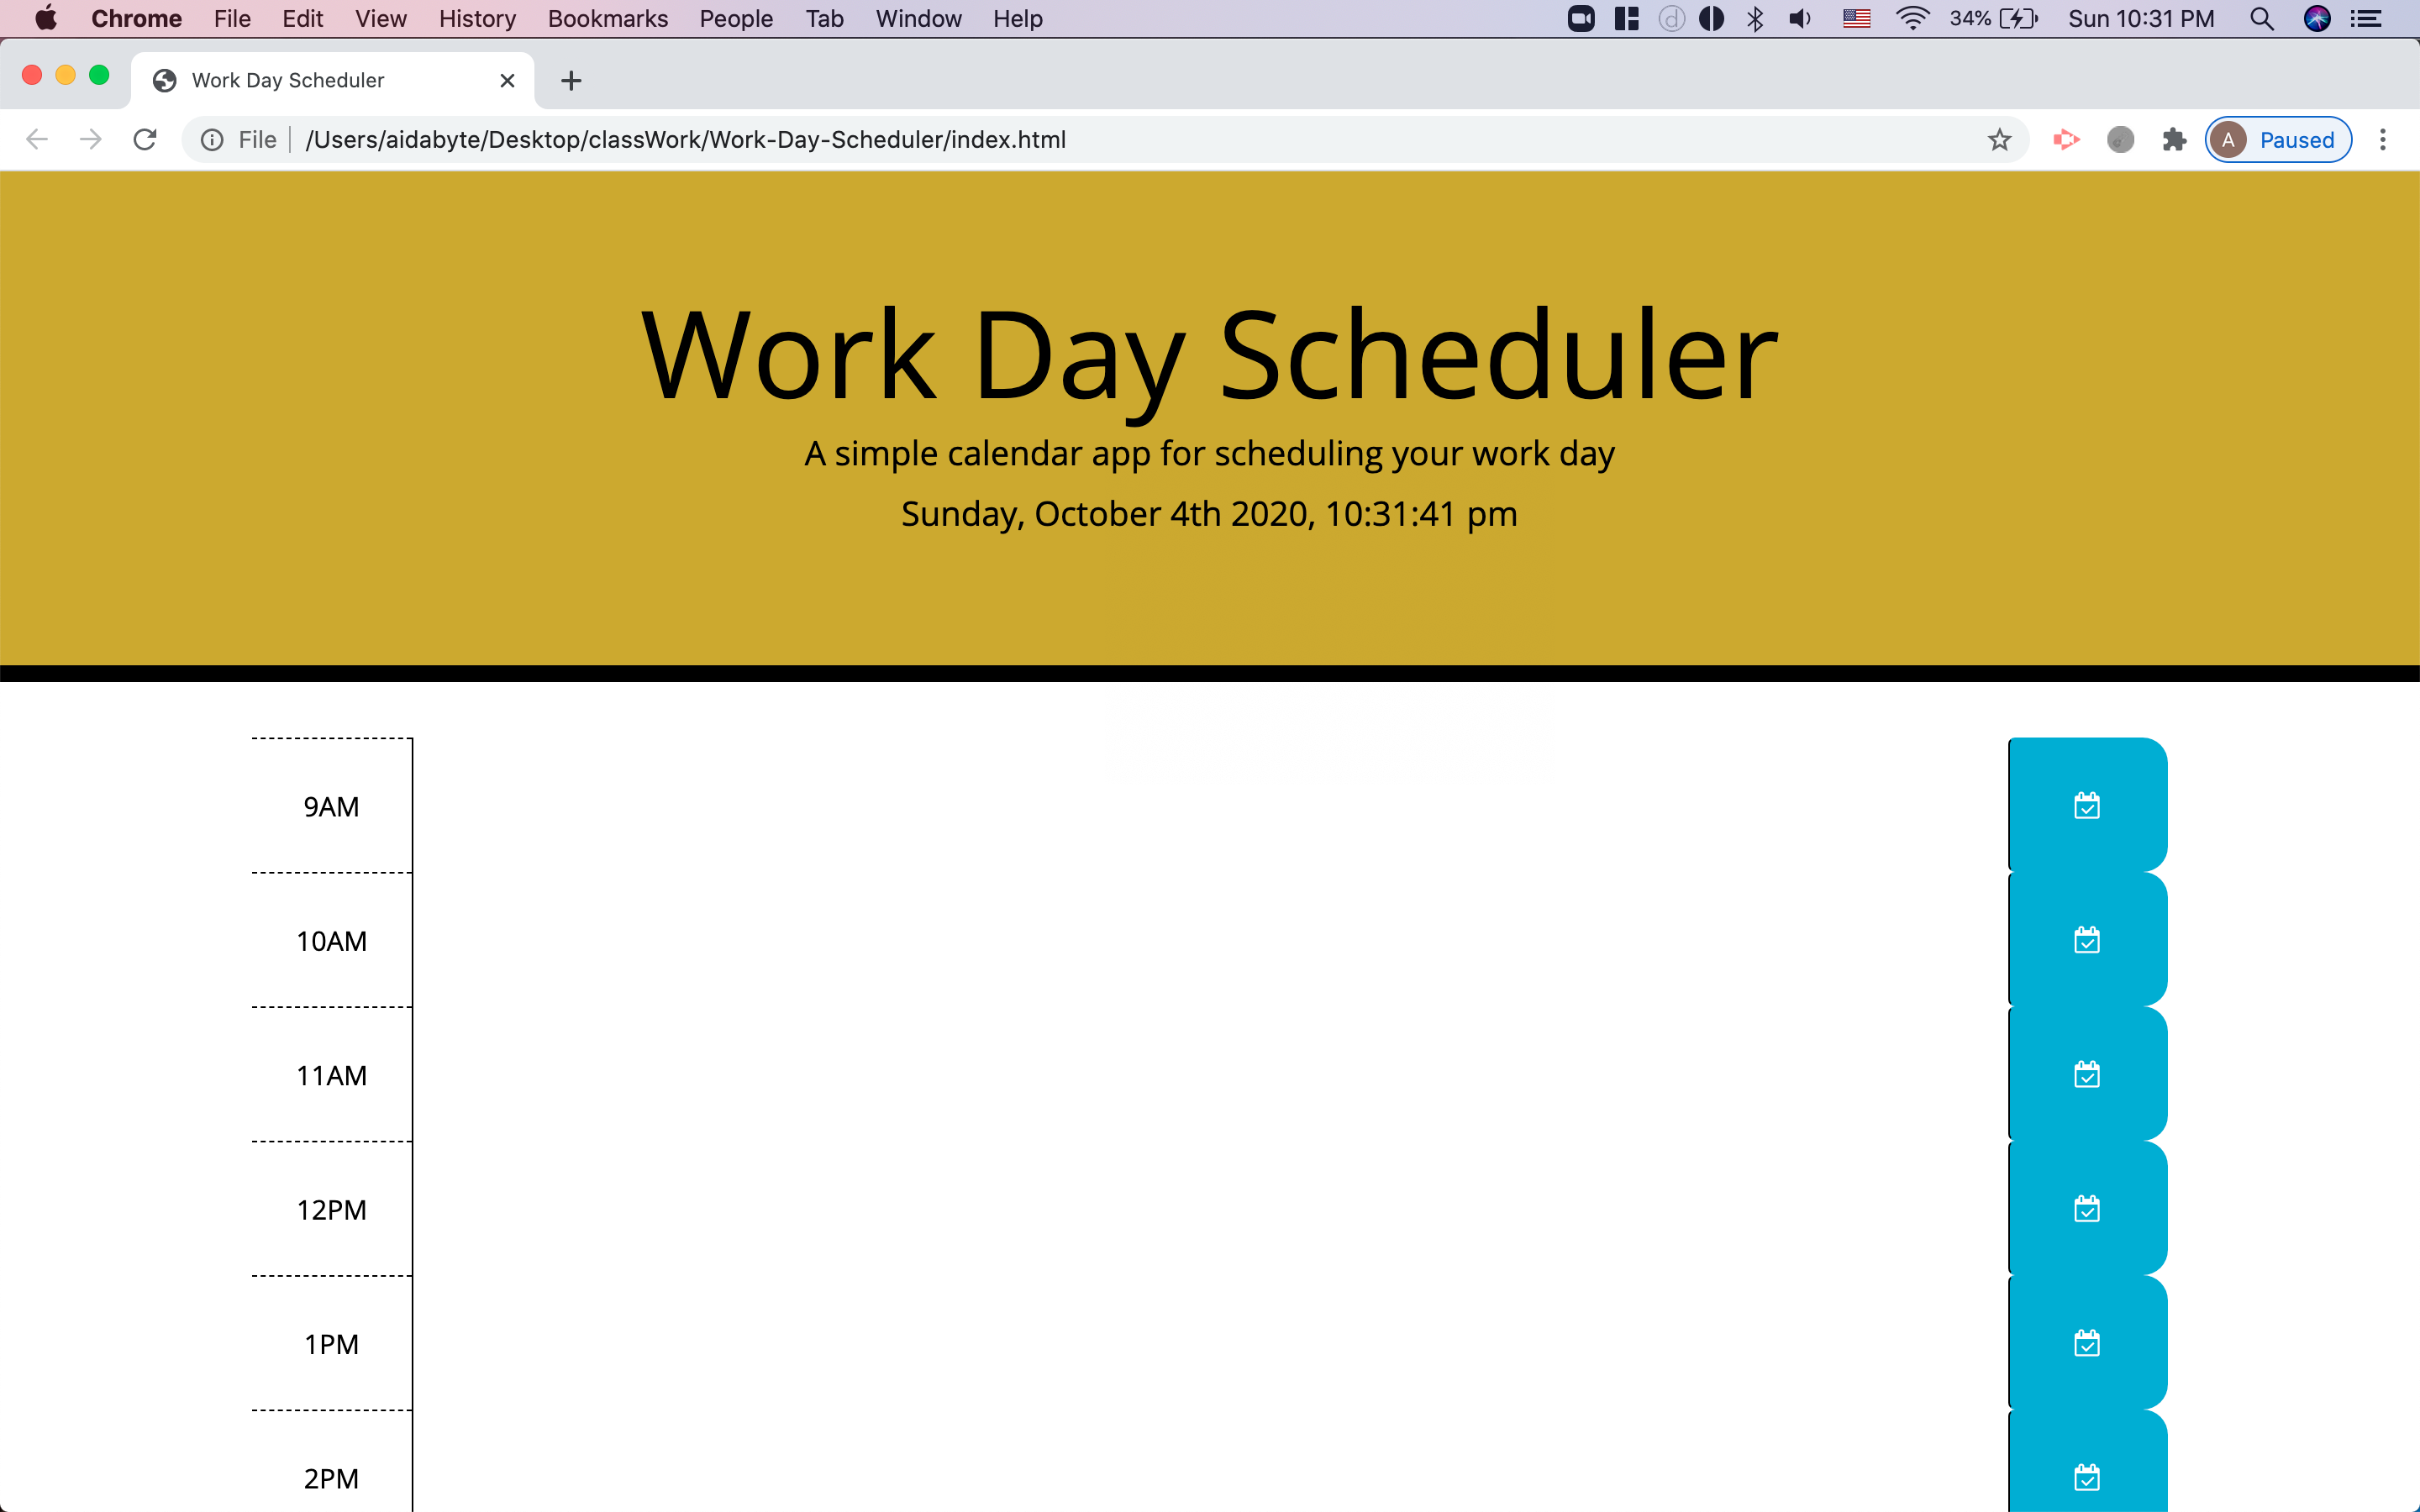 Chrome File Edit View History Bookmarks People Tab Window Help 34% Sun 10:31 PM
Work Day Scheduler
File /Users/aidabyte/Desktop/classWork/Work-Day-Scheduler/index.html A Paused
Work Day Scheduler
A simple calendar app for scheduling your work day
Sunday, October 4th 2020, 10:31:41 pm
9AM
10AM
11AM
12PM
1PM
2PM